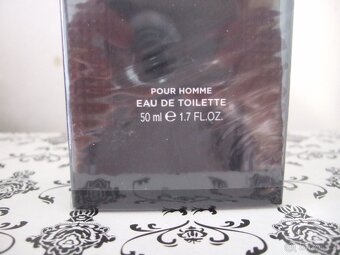 POUR HOMME
EAU DE TOILETTE
50 ml ℮ 1.7 FL.OZ.